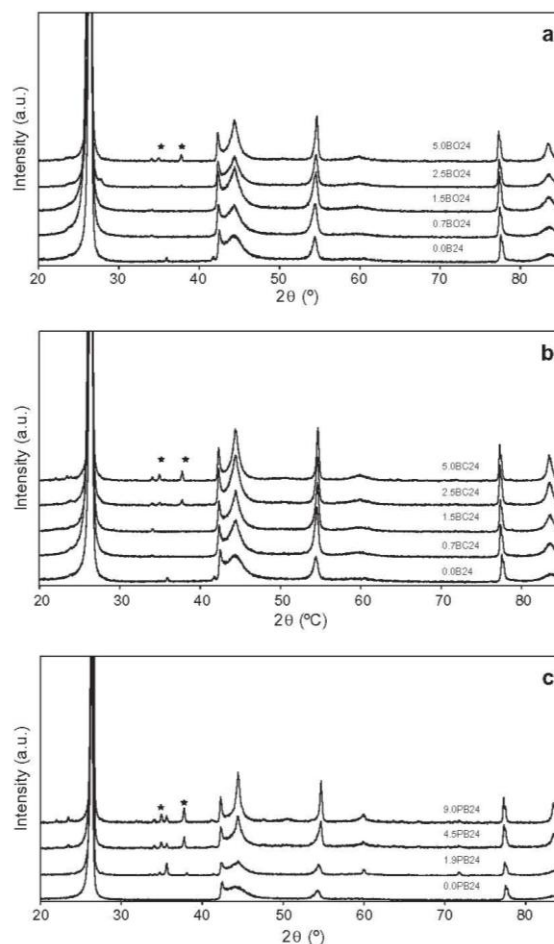 a
Intensity (a.u.)
★ ★
5.0BO24
2.5BO24
1.5BO24
0.7BO24
0.0B24
20 30 40 50 60 70 80
2θ (º)
b
Intensity (a.u.)
★ ★
5.0BC24
2.5BC24
1.5BC24
0.7BC24
0.0B24
20 30 40 50 60 70 80
2θ (ºC)
c
Intensity (a.u.)
★ ★
9.0PB24
4.5PB24
1.9PB24
0.0PB24
20 30 40 50 60 70 80
2θ (º)